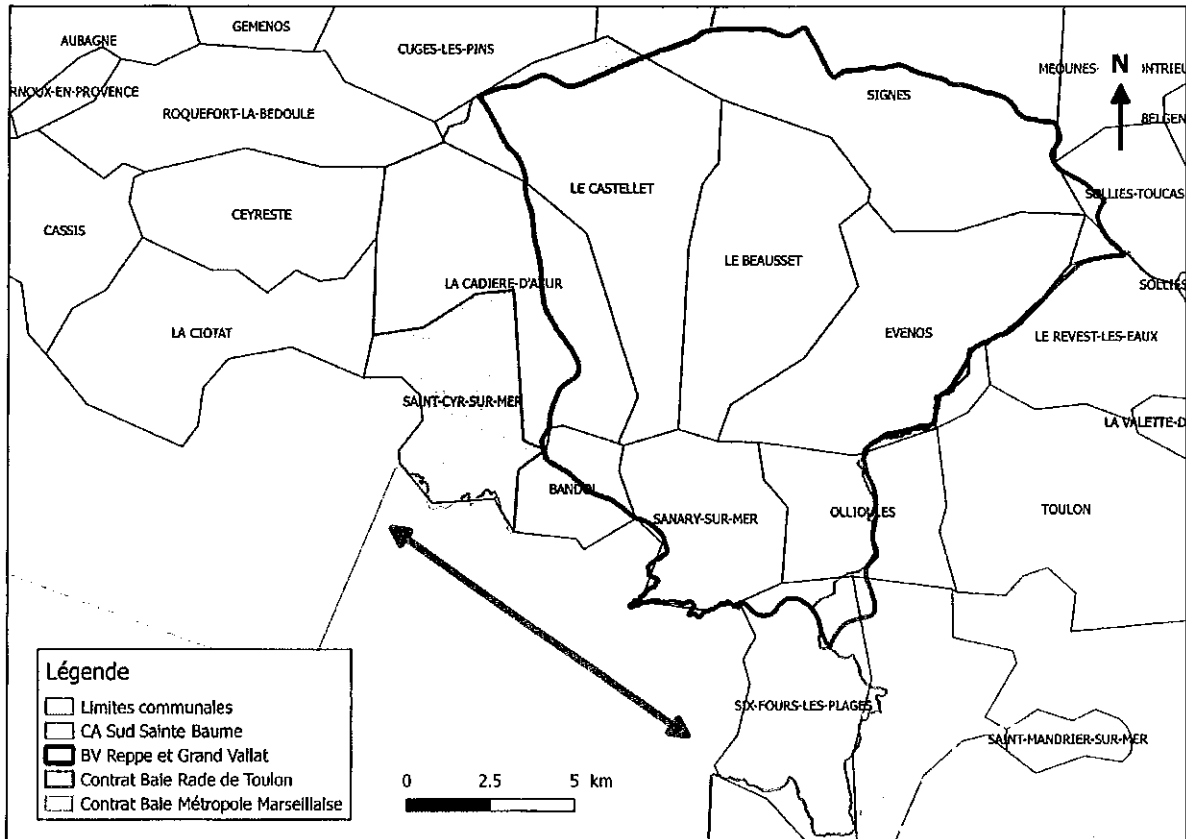 GEMENOS
AUBAGNE
CUGES-LES-PINS
MEOUNES-
N
NTRIEU
RNOUX-EN-PROVENCE
SIGNES
ROQUEFORT-LA-BEDOULE
BELGEN
LE CASTELLET
SOLLIES-TOUCAS
CEYRESTE
CASSIS
LE BEAUSSET
LA CADIERE-D'AZUR
SOLLIES
LA CIOTAT
EVENOS
LE REVEST-LES-EAUX
SAINT-CYR-SUR-MER
LA VALETTE-D
BANDOL
SANARY-SUR-MER
OLLIOULES
TOULON
SIX-FOURS-LES-PLAGES
SAINT-MANDRIER-SUR-MER
Légende
Limites communales
CA Sud Sainte Baume
BV Reppe et Grand Vallat
Contrat Baie Rade de Toulon
Contrat Baie Métropole Marseillaise
0 2.5 5 km